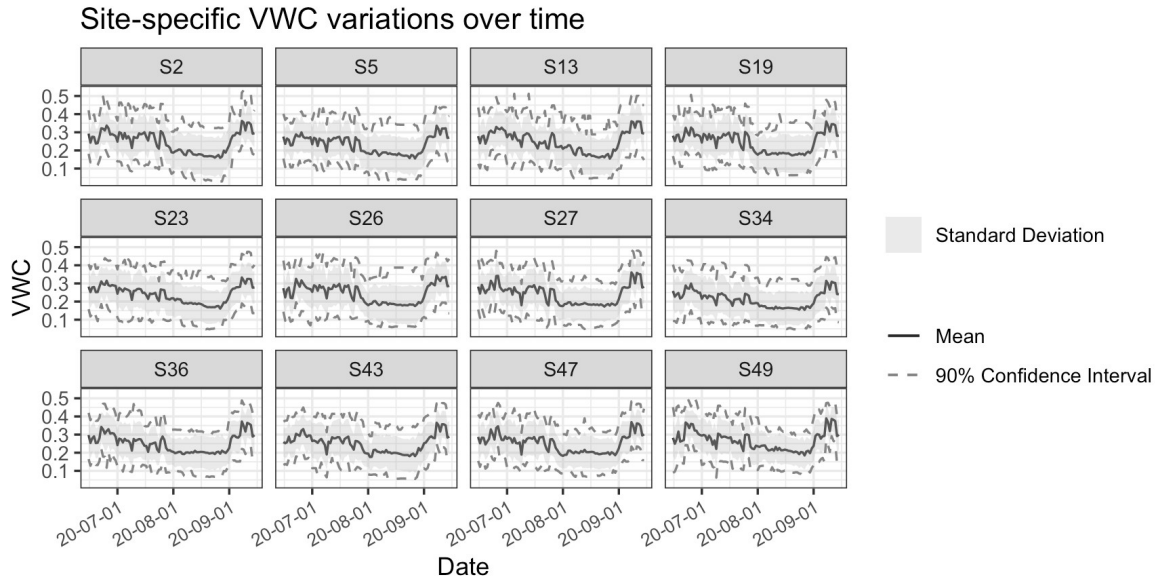 Site-specific VWC variations over time
S2 S5 S13 S19
0.5
0.4
0.3
0.2
0.1
S23 S26 S27 S34
0.5
0.4
0.3
0.2
0.1
S36 S43 S47 S49
0.5
0.4
0.3
0.2
0.1
VWC
20-07-01 20-08-01 20-09-01 20-07-01 20-08-01 20-09-01 20-07-01 20-08-01 20-09-01 20-07-01 20-08-01 20-09-01
Date
Standard Deviation
Mean
90% Confidence Interval